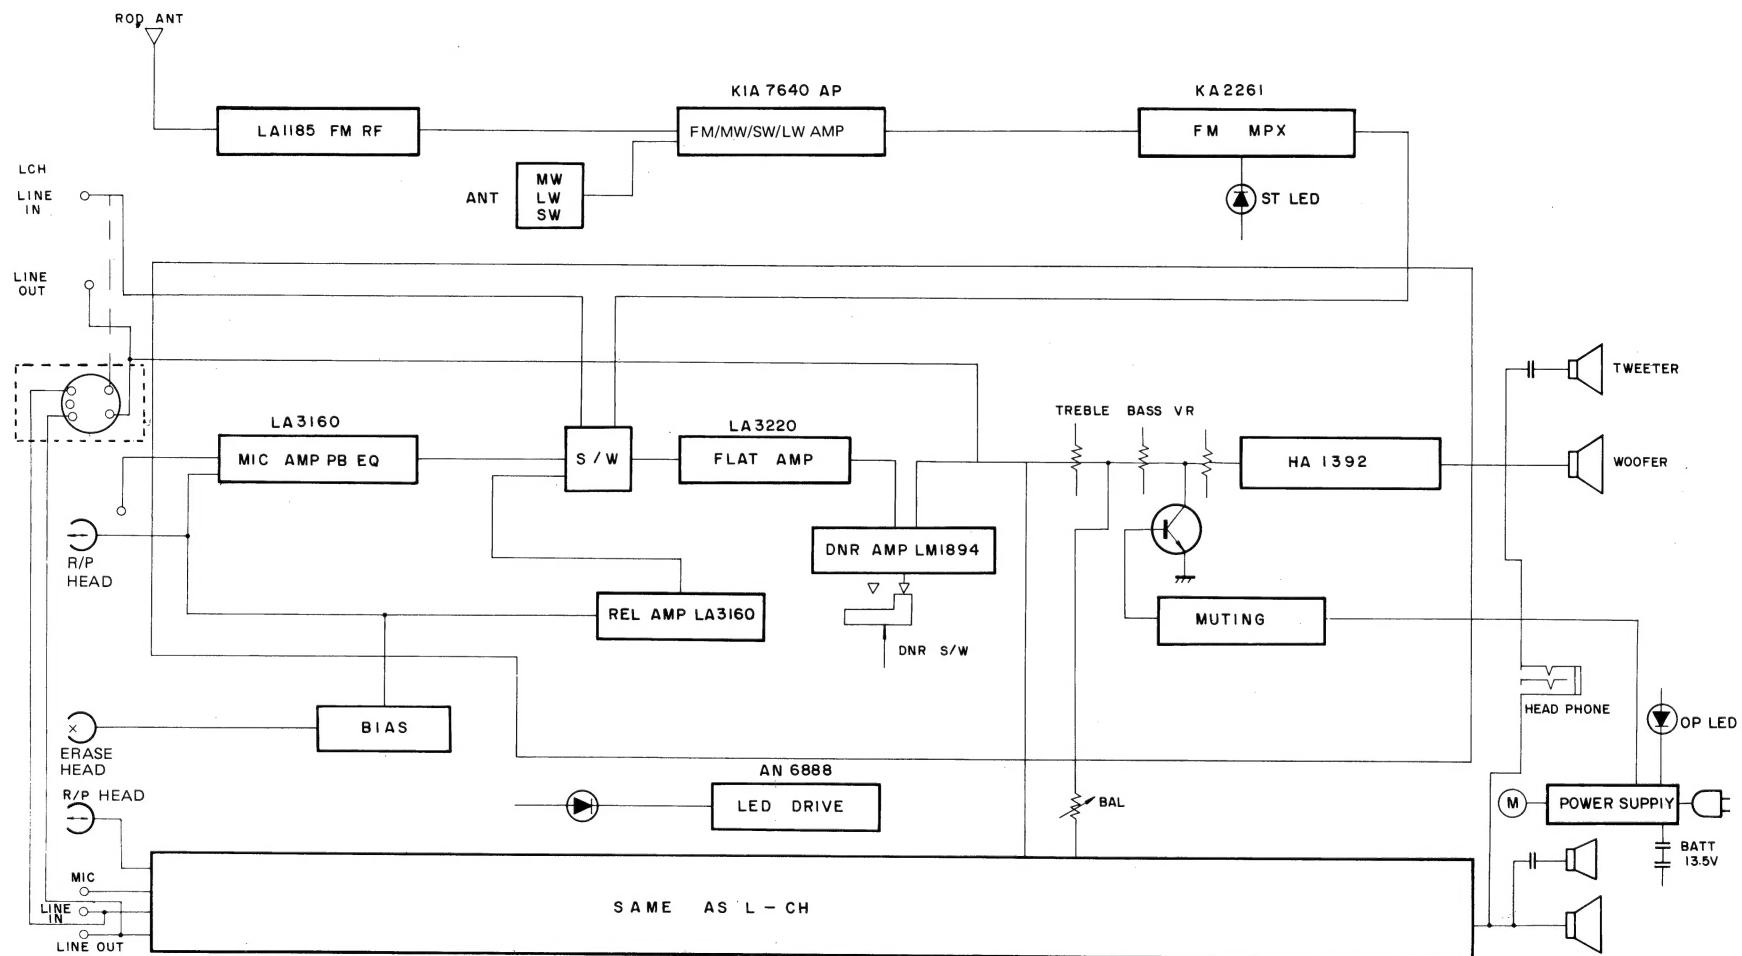 ROD ANT
KIA 7640 AP
KA2261
LA1185 FM RF
FM/MW/SW/LW AMP
FM MPX
LCH
LINE
IN
ANT
MW
LW
SW
ST LED
LINE
OUT
TWEETER
TREBLE BASS VR
LA3160
LA3220
MIC AMP PB EQ
S/W
FLAT AMP
HA 1392
WOOFER
DNR AMP LM1894
R/P
HEAD
REL AMP LA3160
MUTING
DNR S/W
HEAD PHONE
OP LED
BIAS
ERASE
HEAD
AN 6888
R/P HEAD
LED DRIVE
BAL
M
POWER SUPPLY
BATT
13.5V
MIC
LINE
IN
SAME AS L-CH
LINE OUT